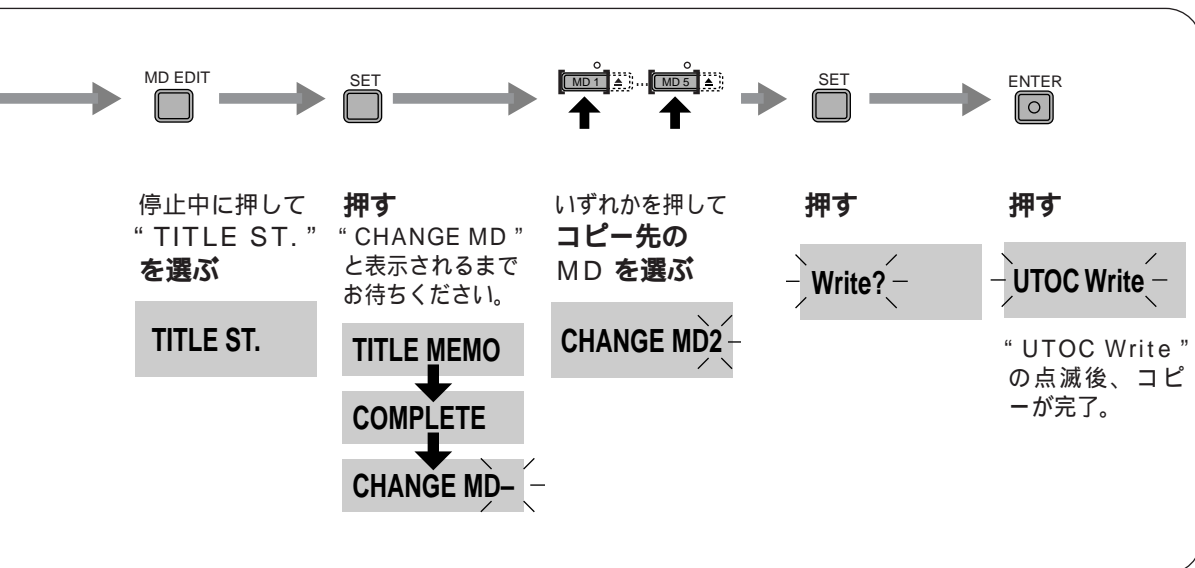 MD EDIT
SET
MD 1
MD 5
SET
ENTER
停止中に押して
“ TITLE ST. ”
を選ぶ
TITLE ST.
押す
“ CHANGE MD ”
と表示されるまで
お待ちください。
TITLE MEMO
COMPLETE
CHANGE MD–
いずれかを押して
コピー先の
MD を選ぶ
CHANGE MD2
押す
Write?
押す
UTOC Write
“ UTOC Write ”
の点滅後、コピ
ーが完了。